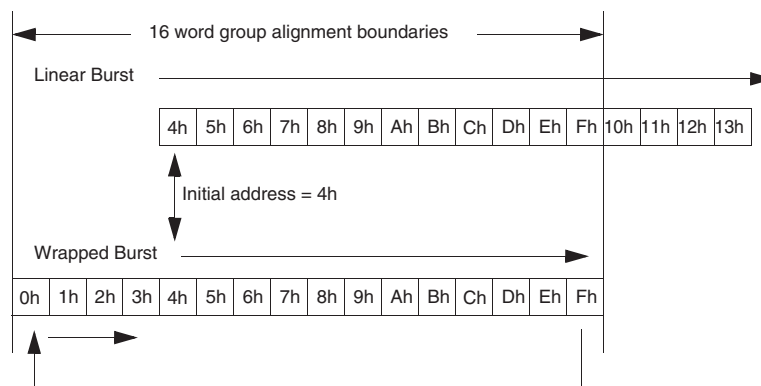 16 word group alignment boundaries
Linear Burst
4h 5h 6h 7h 8h 9h Ah Bh Ch Dh Eh Fh 10h 11h 12h 13h
Initial address = 4h
Wrapped Burst
0h 1h 2h 3h 4h 5h 6h 7h 8h 9h Ah Bh Ch Dh Eh Fh